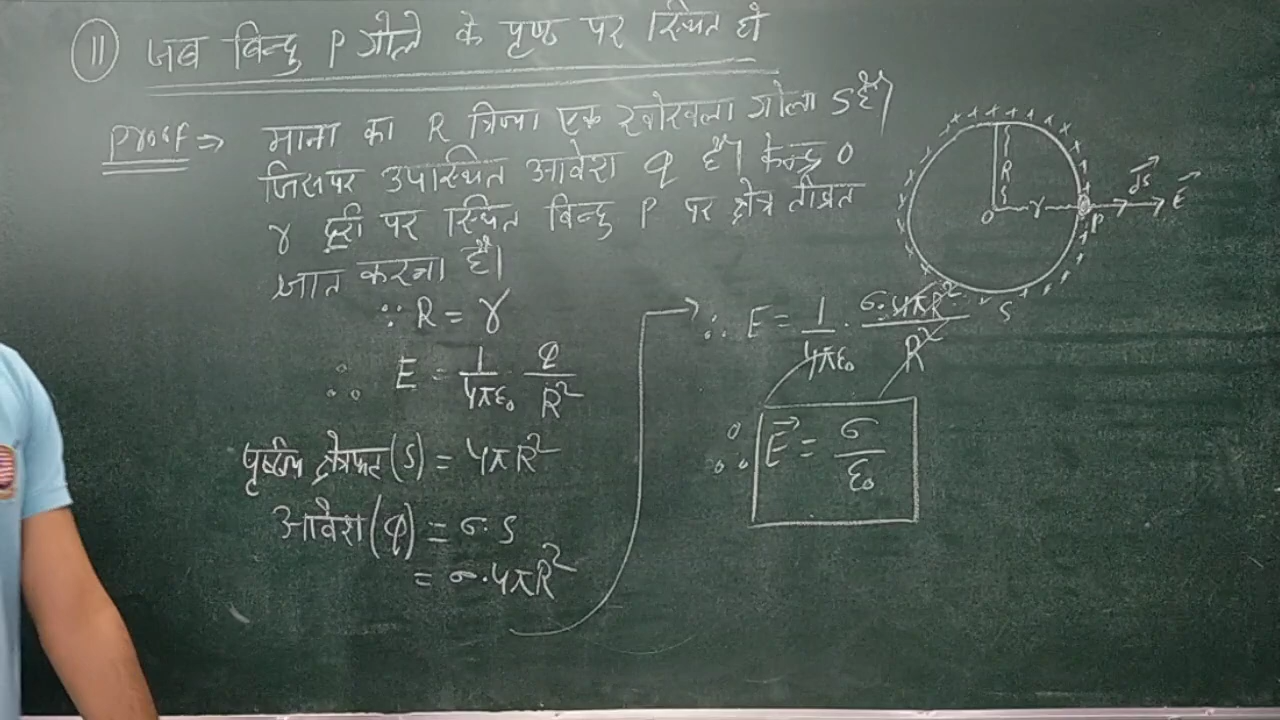 (11) जब बिन्दु P गोले के पृष्ठ पर स्थित हो
Proof ⇒ माना का R त्रिज्या एक खोखला गोला S है।
जिसपर उपस्थित आवेश q है। केन्द्र O
r दूरी पर स्थित बिन्दु P पर क्षेत्र तीव्रत
ज्ञात करना है।
∵ R = r
∴ E = 1/4πε₀ · q/R²
पृष्ठीय क्षेत्रफल (S) = 4πR²
आवेश (q) = σ·S
= σ·4πR²
∴ E = 1/4πε₀ · σ·4πR²/R²
∴ E⃗ = σ/ε₀
+ + + + + + + +
R
O r P d⃗s E⃗
S